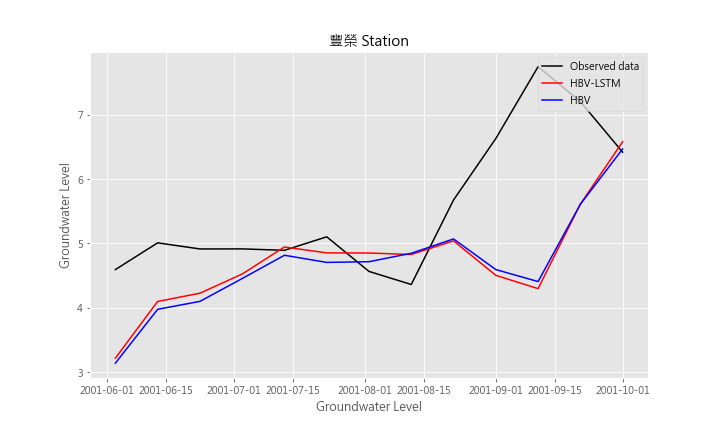 豐榮 Station
Observed data
HBV-LSTM
HBV
Groundwater Level
7
6
5
4
3
2001-06-01 2001-06-15 2001-07-01 2001-07-15 2001-08-01 2001-08-15 2001-09-01 2001-09-15 2001-10-01
Groundwater Level